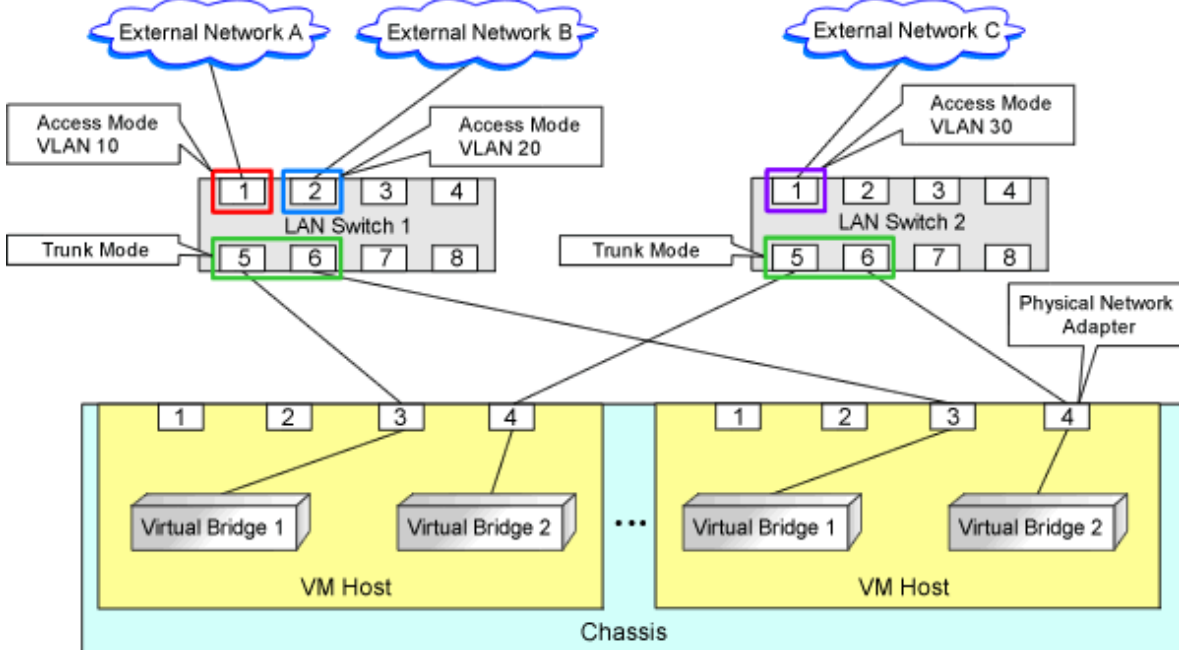 External Network A
External Network B
External Network C
Access Mode
VLAN 10
Access Mode
VLAN 20
Access Mode
VLAN 30
1 2 3 4
LAN Switch 1
5 6 7 8
1 2 3 4
LAN Switch 2
5 6 7 8
Trunk Mode
Trunk Mode
Physical Network
Adapter
1 2 3 4
1 2 3 4
Virtual Bridge 1
Virtual Bridge 2
...
Virtual Bridge 1
Virtual Bridge 2
VM Host
VM Host
Chassis